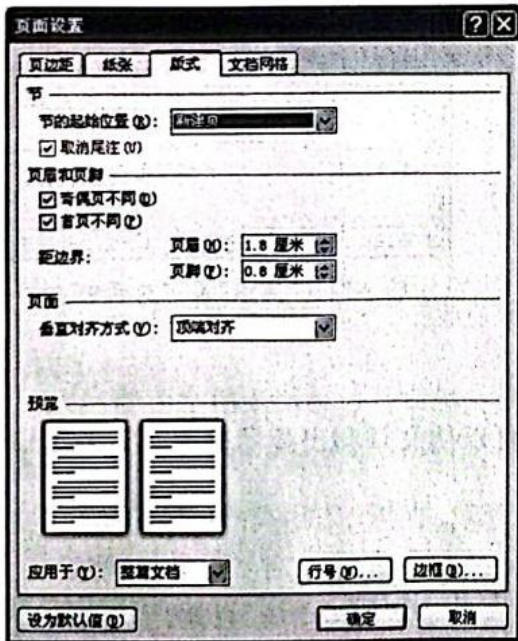 页面设置
页边距 纸张 版式 文档网格
节
节的起始位置(R):
取消尾注(U)
页眉和页脚
奇偶页不同(O)
首页不同(P)
距边界: 页眉(H): 1.8 厘米
页脚(F): 0.8 厘米
页面
垂直对齐方式(V): 顶端对齐
预览
应用于(Y): 整篇文档 行号(N)... 边框(B)...
设为默认值(D) 确定 取消